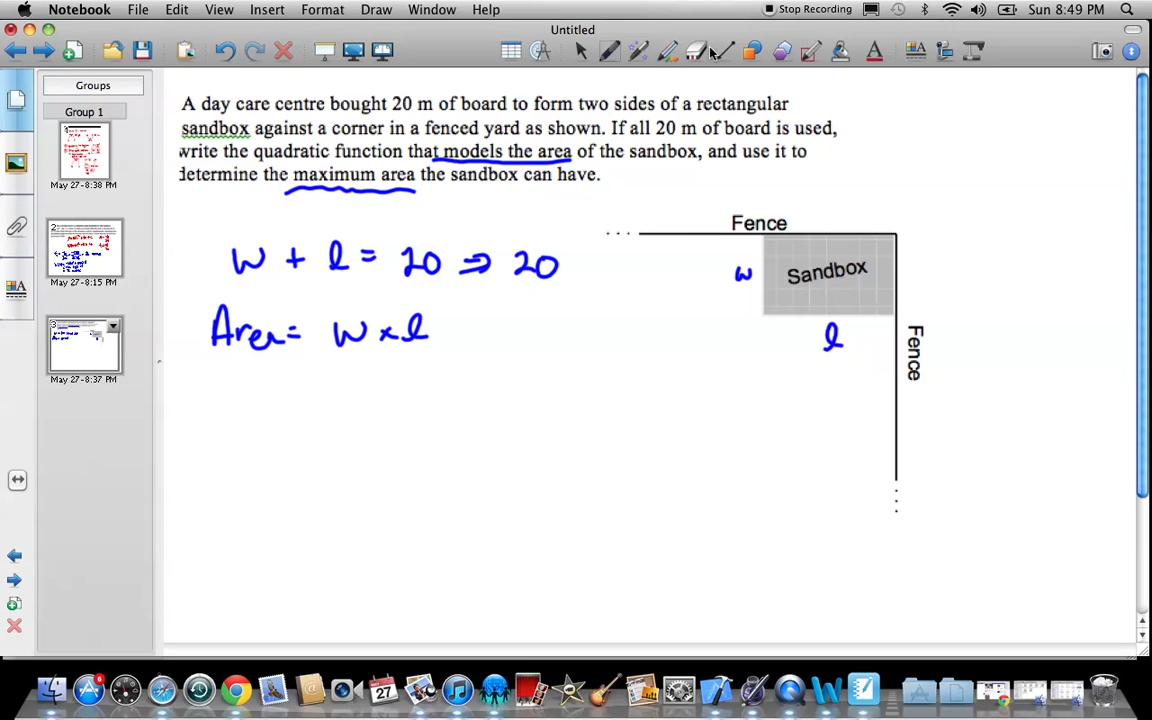 Notebook File Edit View Insert Format Draw Window Help Stop Recording Sun 8:49 PM
Untitled
Groups
Group 1
May 27-8:38 PM
May 27-8:15 PM
May 27-8:37 PM
A day care centre bought 20 m of board to form two sides of a rectangular
sandbox against a corner in a fenced yard as shown. If all 20 m of board is used,
write the quadratic function that models the area of the sandbox, and use it to
determine the maximum area the sandbox can have.
w + l = 20 ⇒ 20
Area = w × l
Fence
w
Sandbox
l
Fence